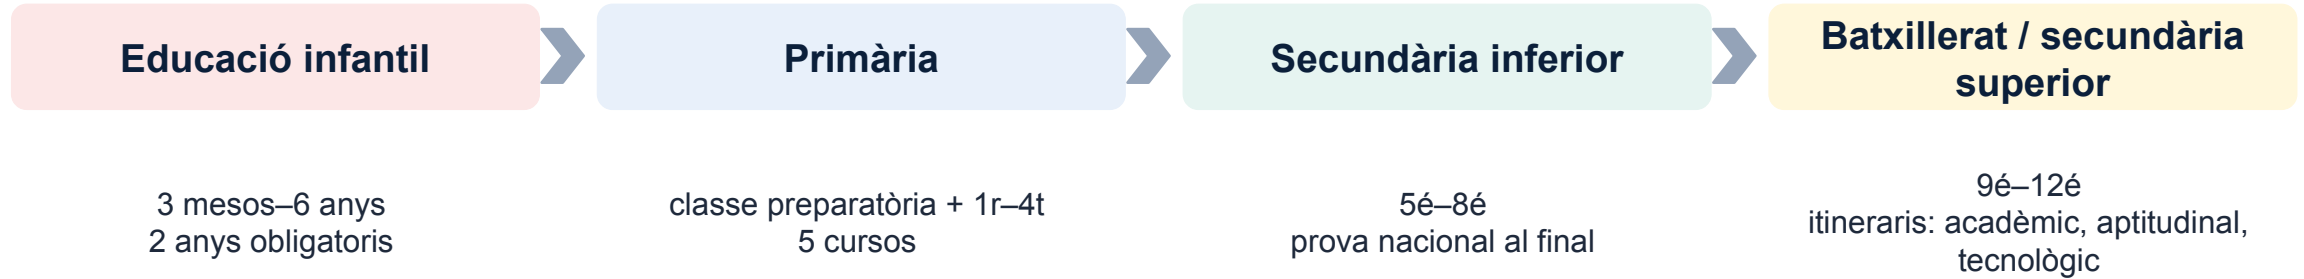 Educació infantil
Primària
Secundària inferior
Batxillerat / secundària
superior
3 mesos–6 anys
2 anys obligatoris
classe preparatòria + 1r–4t
5 cursos
5é–8é
prova nacional al final
9é–12é
itineraris: acadèmic, aptitudinal,
tecnològic